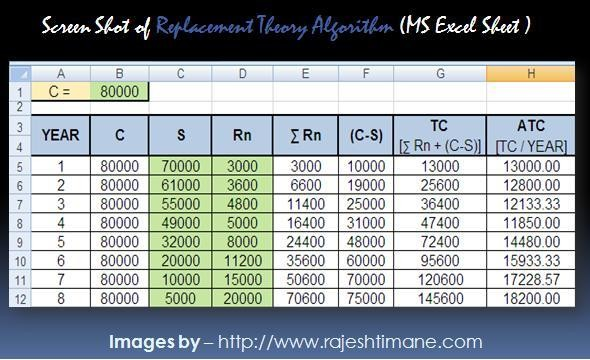 Screen Shot of Replacement Theory Algorithm (MS Excel Sheet )
A B C D E F G H
1 C = 80000
2
3 YEAR C S Rn ∑ Rn (C-S) TC ATC
4 [∑ Rn + (C-S)] [TC / YEAR]
5 1 80000 70000 3000 3000 10000 13000 13000.00
6 2 80000 61000 3600 6600 19000 25600 12800.00
7 3 80000 55000 4800 11400 25000 36400 12133.33
8 4 80000 49000 5000 16400 31000 47400 11850.00
9 5 80000 32000 8000 24400 48000 72400 14480.00
10 6 80000 20000 11200 35600 60000 95600 15933.33
11 7 80000 10000 15000 50600 70000 120600 17228.57
12 8 80000 5000 20000 70600 75000 145600 18200.00
Images by – http://www.rajeshtimane.com